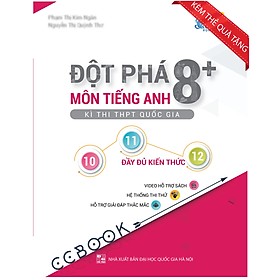 KÈM THẺ QUÀ TẶNG
Phạm Thị Kim Ngân
Nguyễn Thị Quỳnh Thư
ĐỘT PHÁ 8+
MÔN TIẾNG ANH
KÌ THI THPT QUỐC GIA
11
10
12
ĐẦY ĐỦ KIẾN THỨC
VIDEO HỖ TRỢ SÁCH
HỆ THỐNG THI THỬ
HỖ TRỢ GIẢI ĐÁP THẮC MẮC
CCBOOK
NHÀ XUẤT BẢN ĐẠI HỌC QUỐC GIA HÀ NỘI